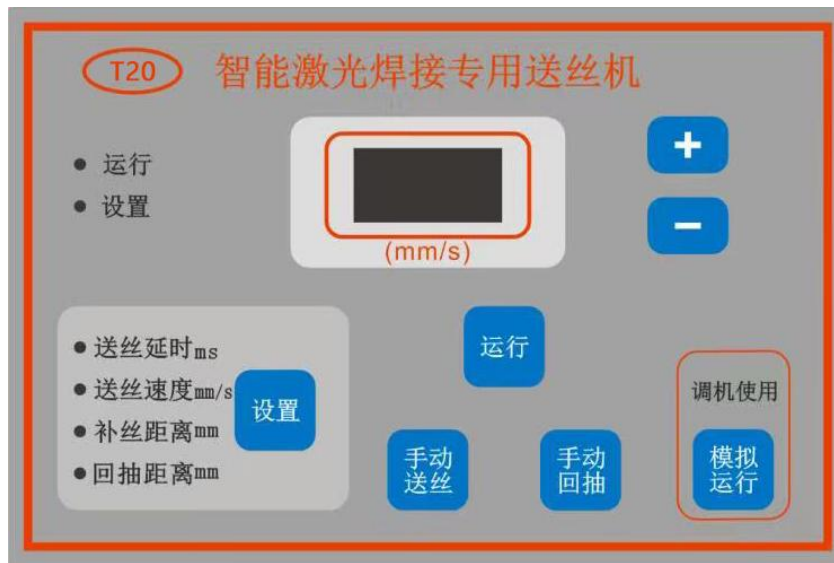 T20 智能激光焊接专用送丝机
运行
设置
+
(mm/s)
−
送丝延时ms
送丝速度mm/s
补丝距离mm
回抽距离mm
设置
运行
手动
送丝
手动
回抽
调机使用
模拟
运行